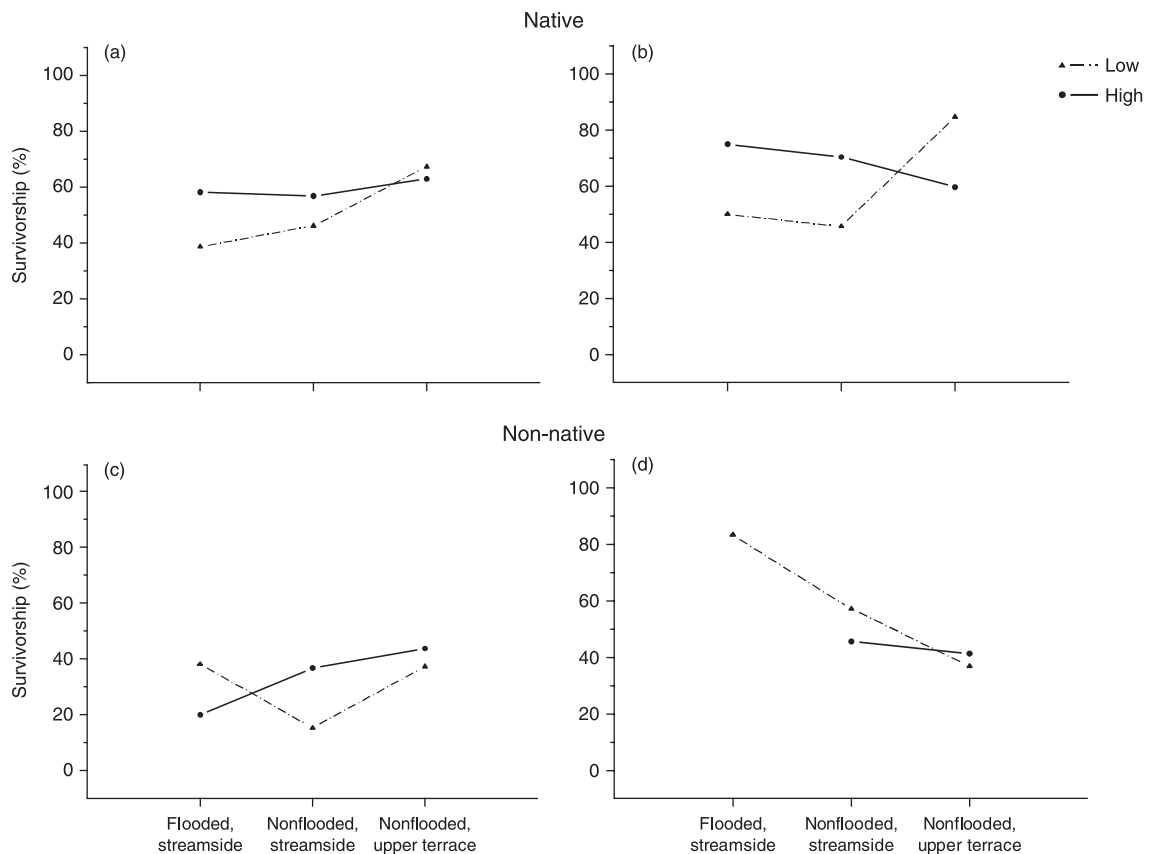 Native
(a)
(b)
Low
High
100
80
60
40
20
0
Survivorship (%)
100
80
60
40
20
0
Non-native
(c)
(d)
100
80
60
40
20
0
Survivorship (%)
100
80
60
40
20
0
Flooded,
streamside
Nonflooded,
streamside
Nonflooded,
upper terrace
Flooded,
streamside
Nonflooded,
streamside
Nonflooded,
upper terrace